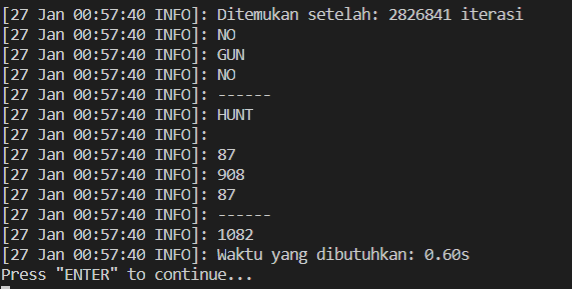 [27 Jan 00:57:40 INFO]: Ditemukan setelah: 2826841 iterasi
[27 Jan 00:57:40 INFO]: NO
[27 Jan 00:57:40 INFO]: GUN
[27 Jan 00:57:40 INFO]: NO
[27 Jan 00:57:40 INFO]: ------
[27 Jan 00:57:40 INFO]: HUNT
[27 Jan 00:57:40 INFO]:
[27 Jan 00:57:40 INFO]: 87
[27 Jan 00:57:40 INFO]: 908
[27 Jan 00:57:40 INFO]: 87
[27 Jan 00:57:40 INFO]: ------
[27 Jan 00:57:40 INFO]: 1082
[27 Jan 00:57:40 INFO]: Waktu yang dibutuhkan: 0.60s
Press "ENTER" to continue...